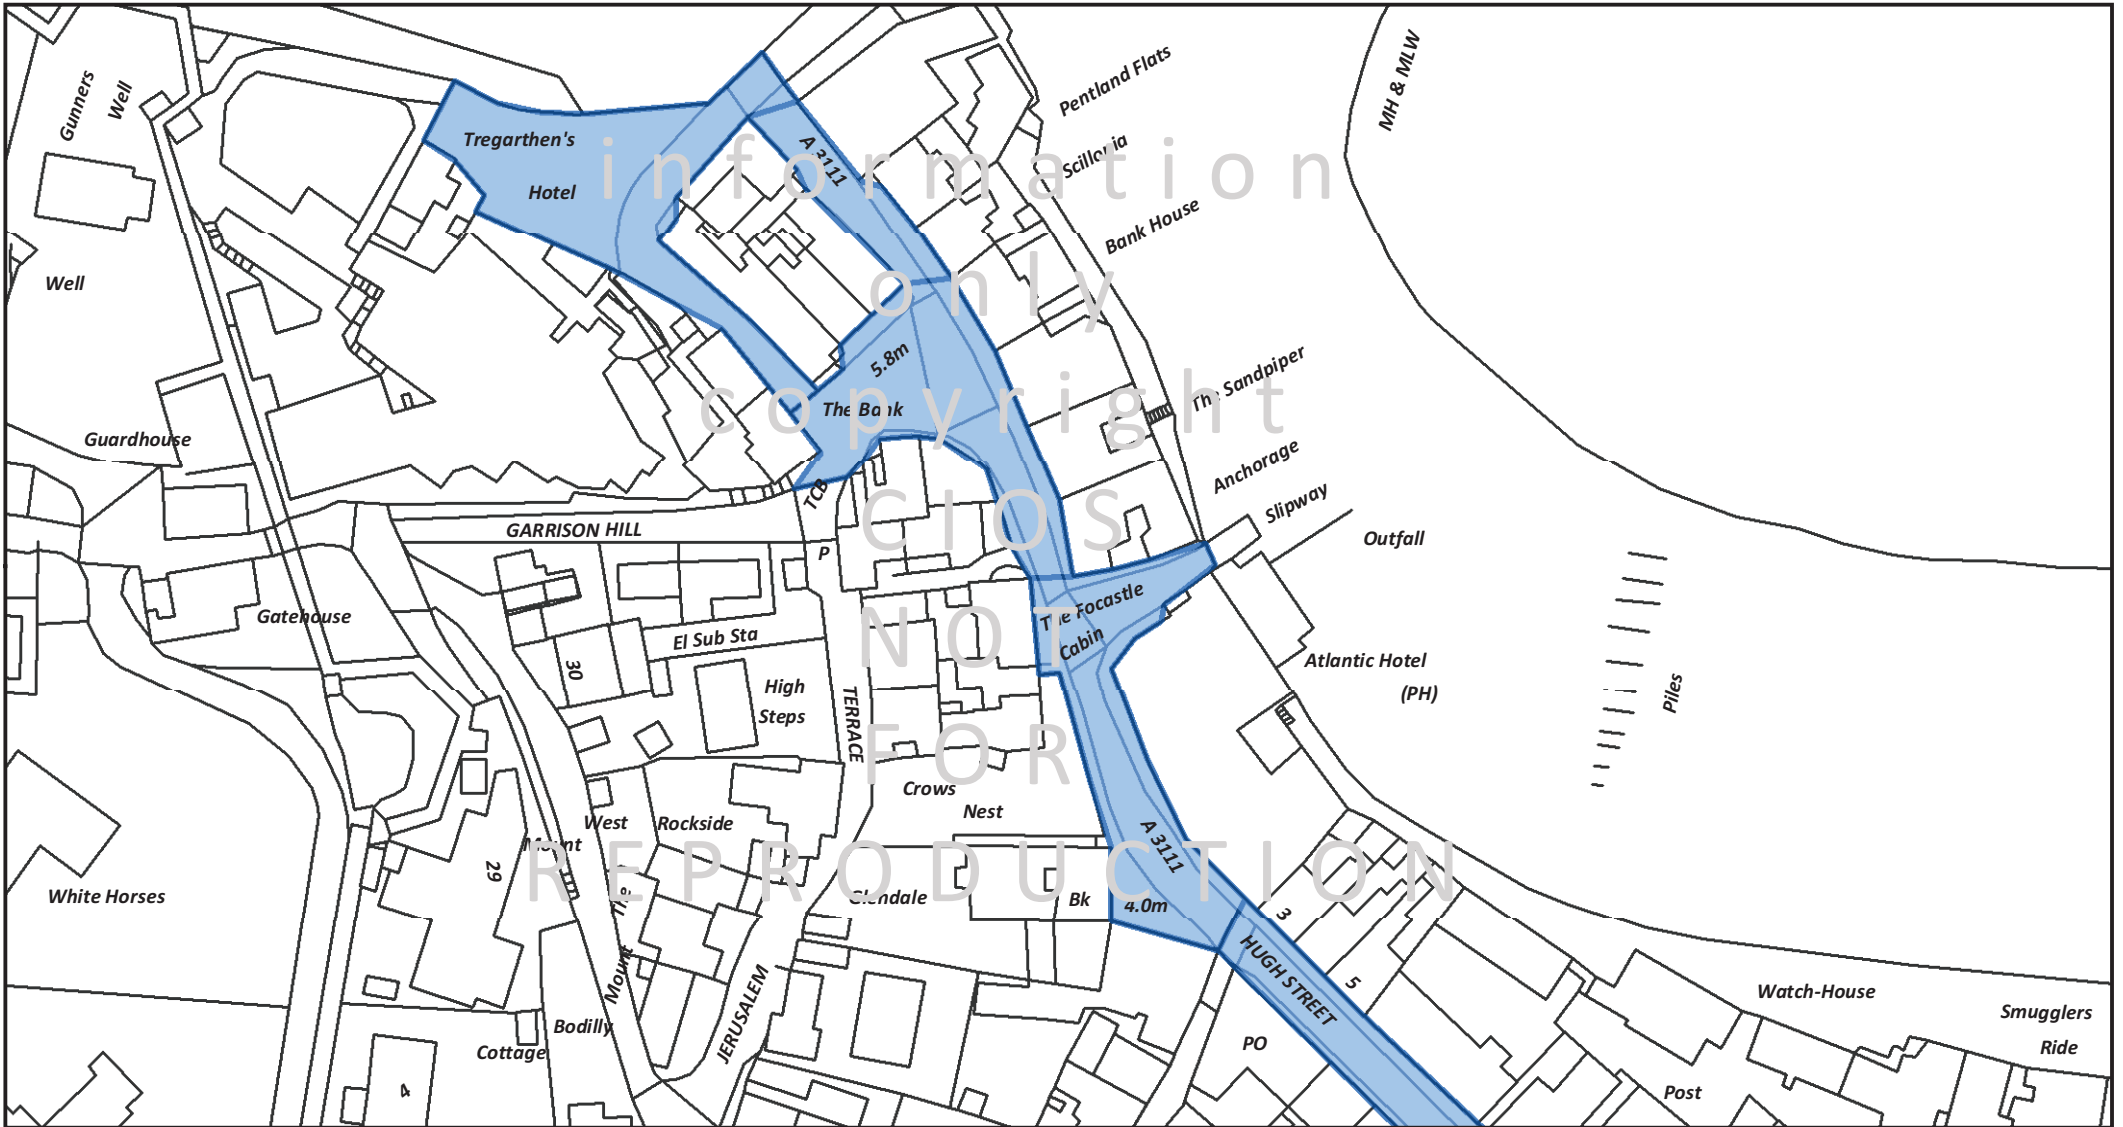 Gunners
Well
Pentland Flats
MH & MLW
Tregarthen's
Hotel
A 3111
Scillonia
Bank House
Well
5.8m
The Bank
The Sandpiper
Guardhouse
Anchorage
Slipway
Outfall
TCB
GARRISON HILL
P
The Focastle
Cabin
Gatehouse
El Sub Sta
30
High
Steps
TERRACE
Atlantic Hotel
(PH)
Piles
Crows
Nest
West
Rockside
Mount
The
29
A 3111
White Horses
Glendale
Bk
4.0m
3
HUGH STREET
5
Mount
JERUSALEM
Bodilly
Cottage
4
PO
Watch-House
Smugglers
Ride
Post
information
only
copyright
CIOS
NOT
FOR
REPRODUCTION